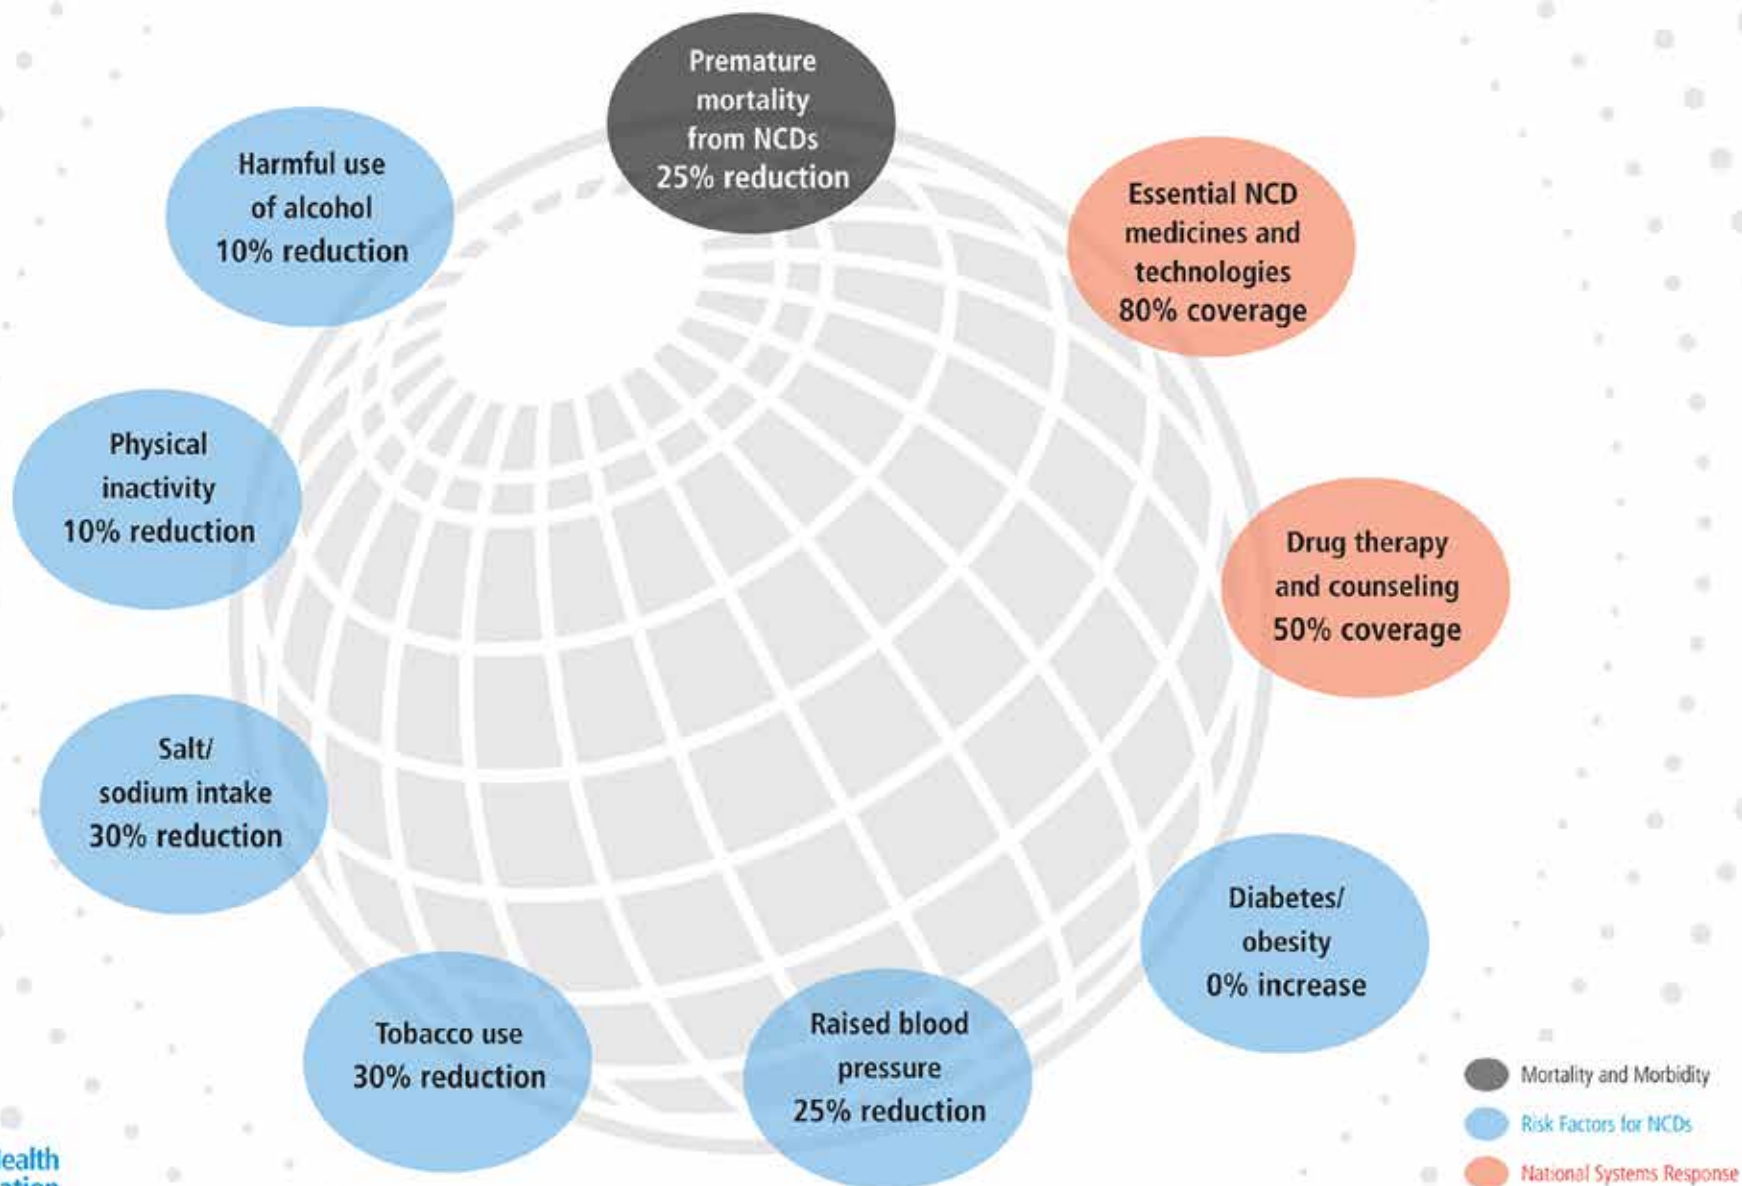 Premature
mortality
from NCDs
25% reduction
Harmful use
of alcohol
10% reduction
Essential NCD
medicines and
technologies
80% coverage
Physical
inactivity
10% reduction
Drug therapy
and counseling
50% coverage
Salt/
sodium intake
30% reduction
Diabetes/
obesity
0% increase
Tobacco use
30% reduction
Raised blood
pressure
25% reduction
Mortality and Morbidity
Risk Factors for NCDs
National Systems Response